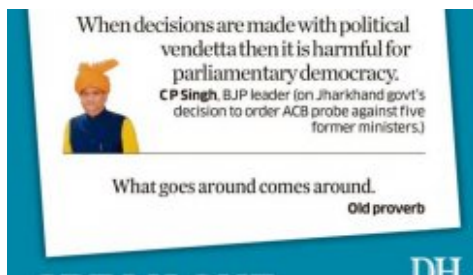 When decisions are made with political
vendetta then it is harmful for
parliamentary democracy.
C P Singh, BJP leader (on Jharkhand govt's
decision to order ACB probe against five
former ministers.)
What goes around comes around.
Old proverb
DH